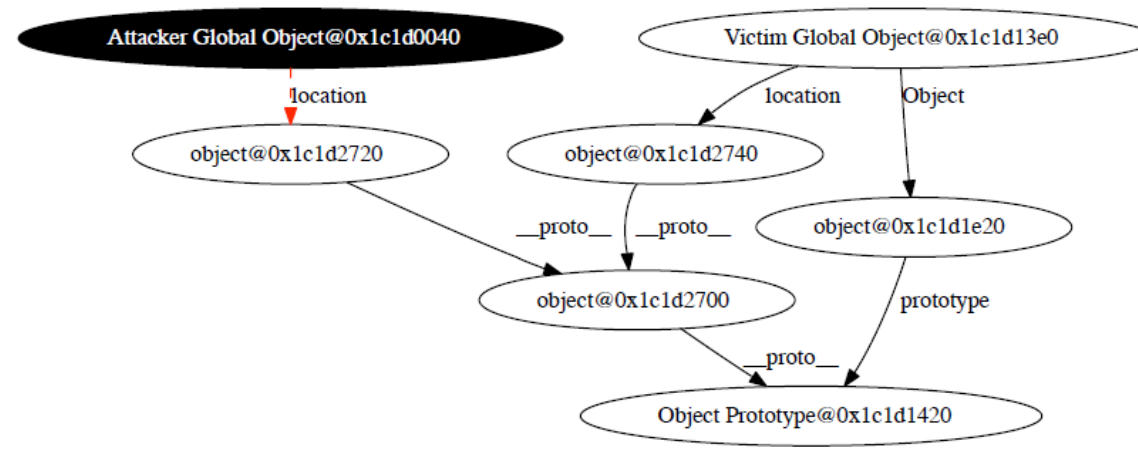 Attacker Global Object@0x1c1d0040
Victim Global Object@0x1c1d13e0
location
location
Object
object@0x1c1d2720
object@0x1c1d2740
__proto__
__proto__
object@0x1c1d1e20
object@0x1c1d2700
prototype
__proto__
Object Prototype@0x1c1d1420